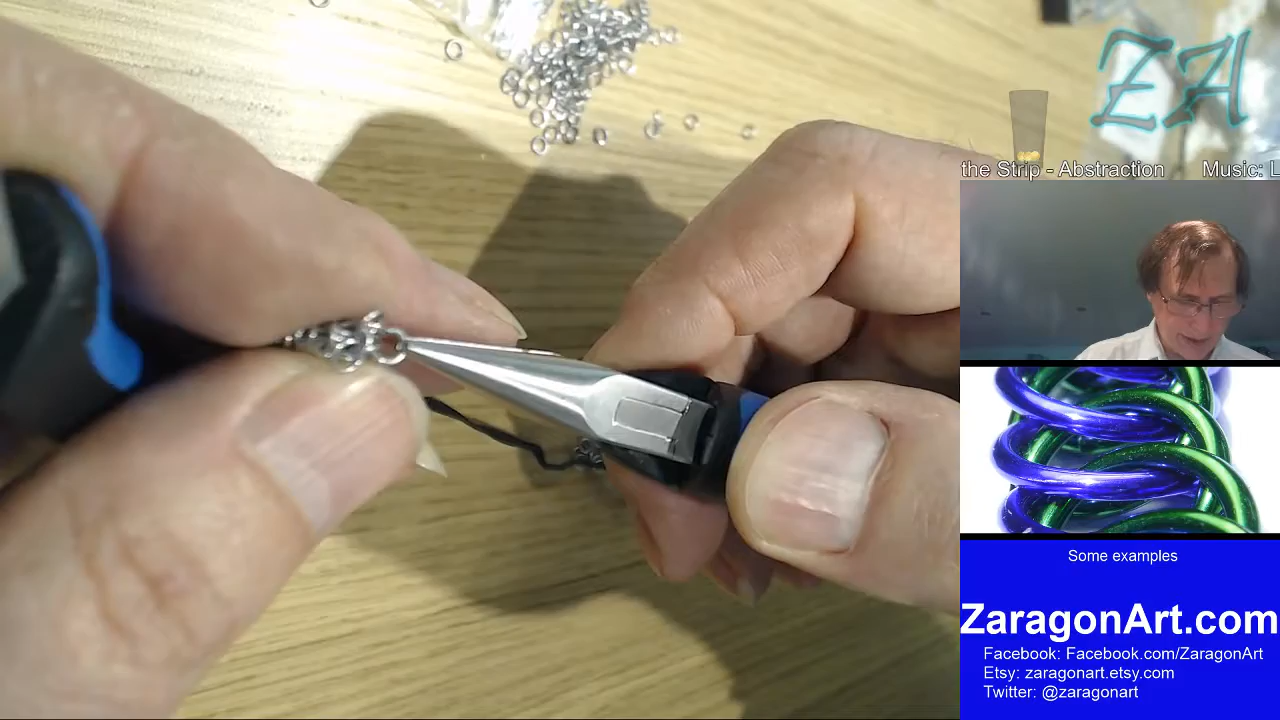 ZA
the Strip - Abstraction Music: L
Some examples
ZaragonArt.com
Facebook: Facebook.com/ZaragonArt
Etsy: zaragonart.etsy.com
Twitter: @zaragonart